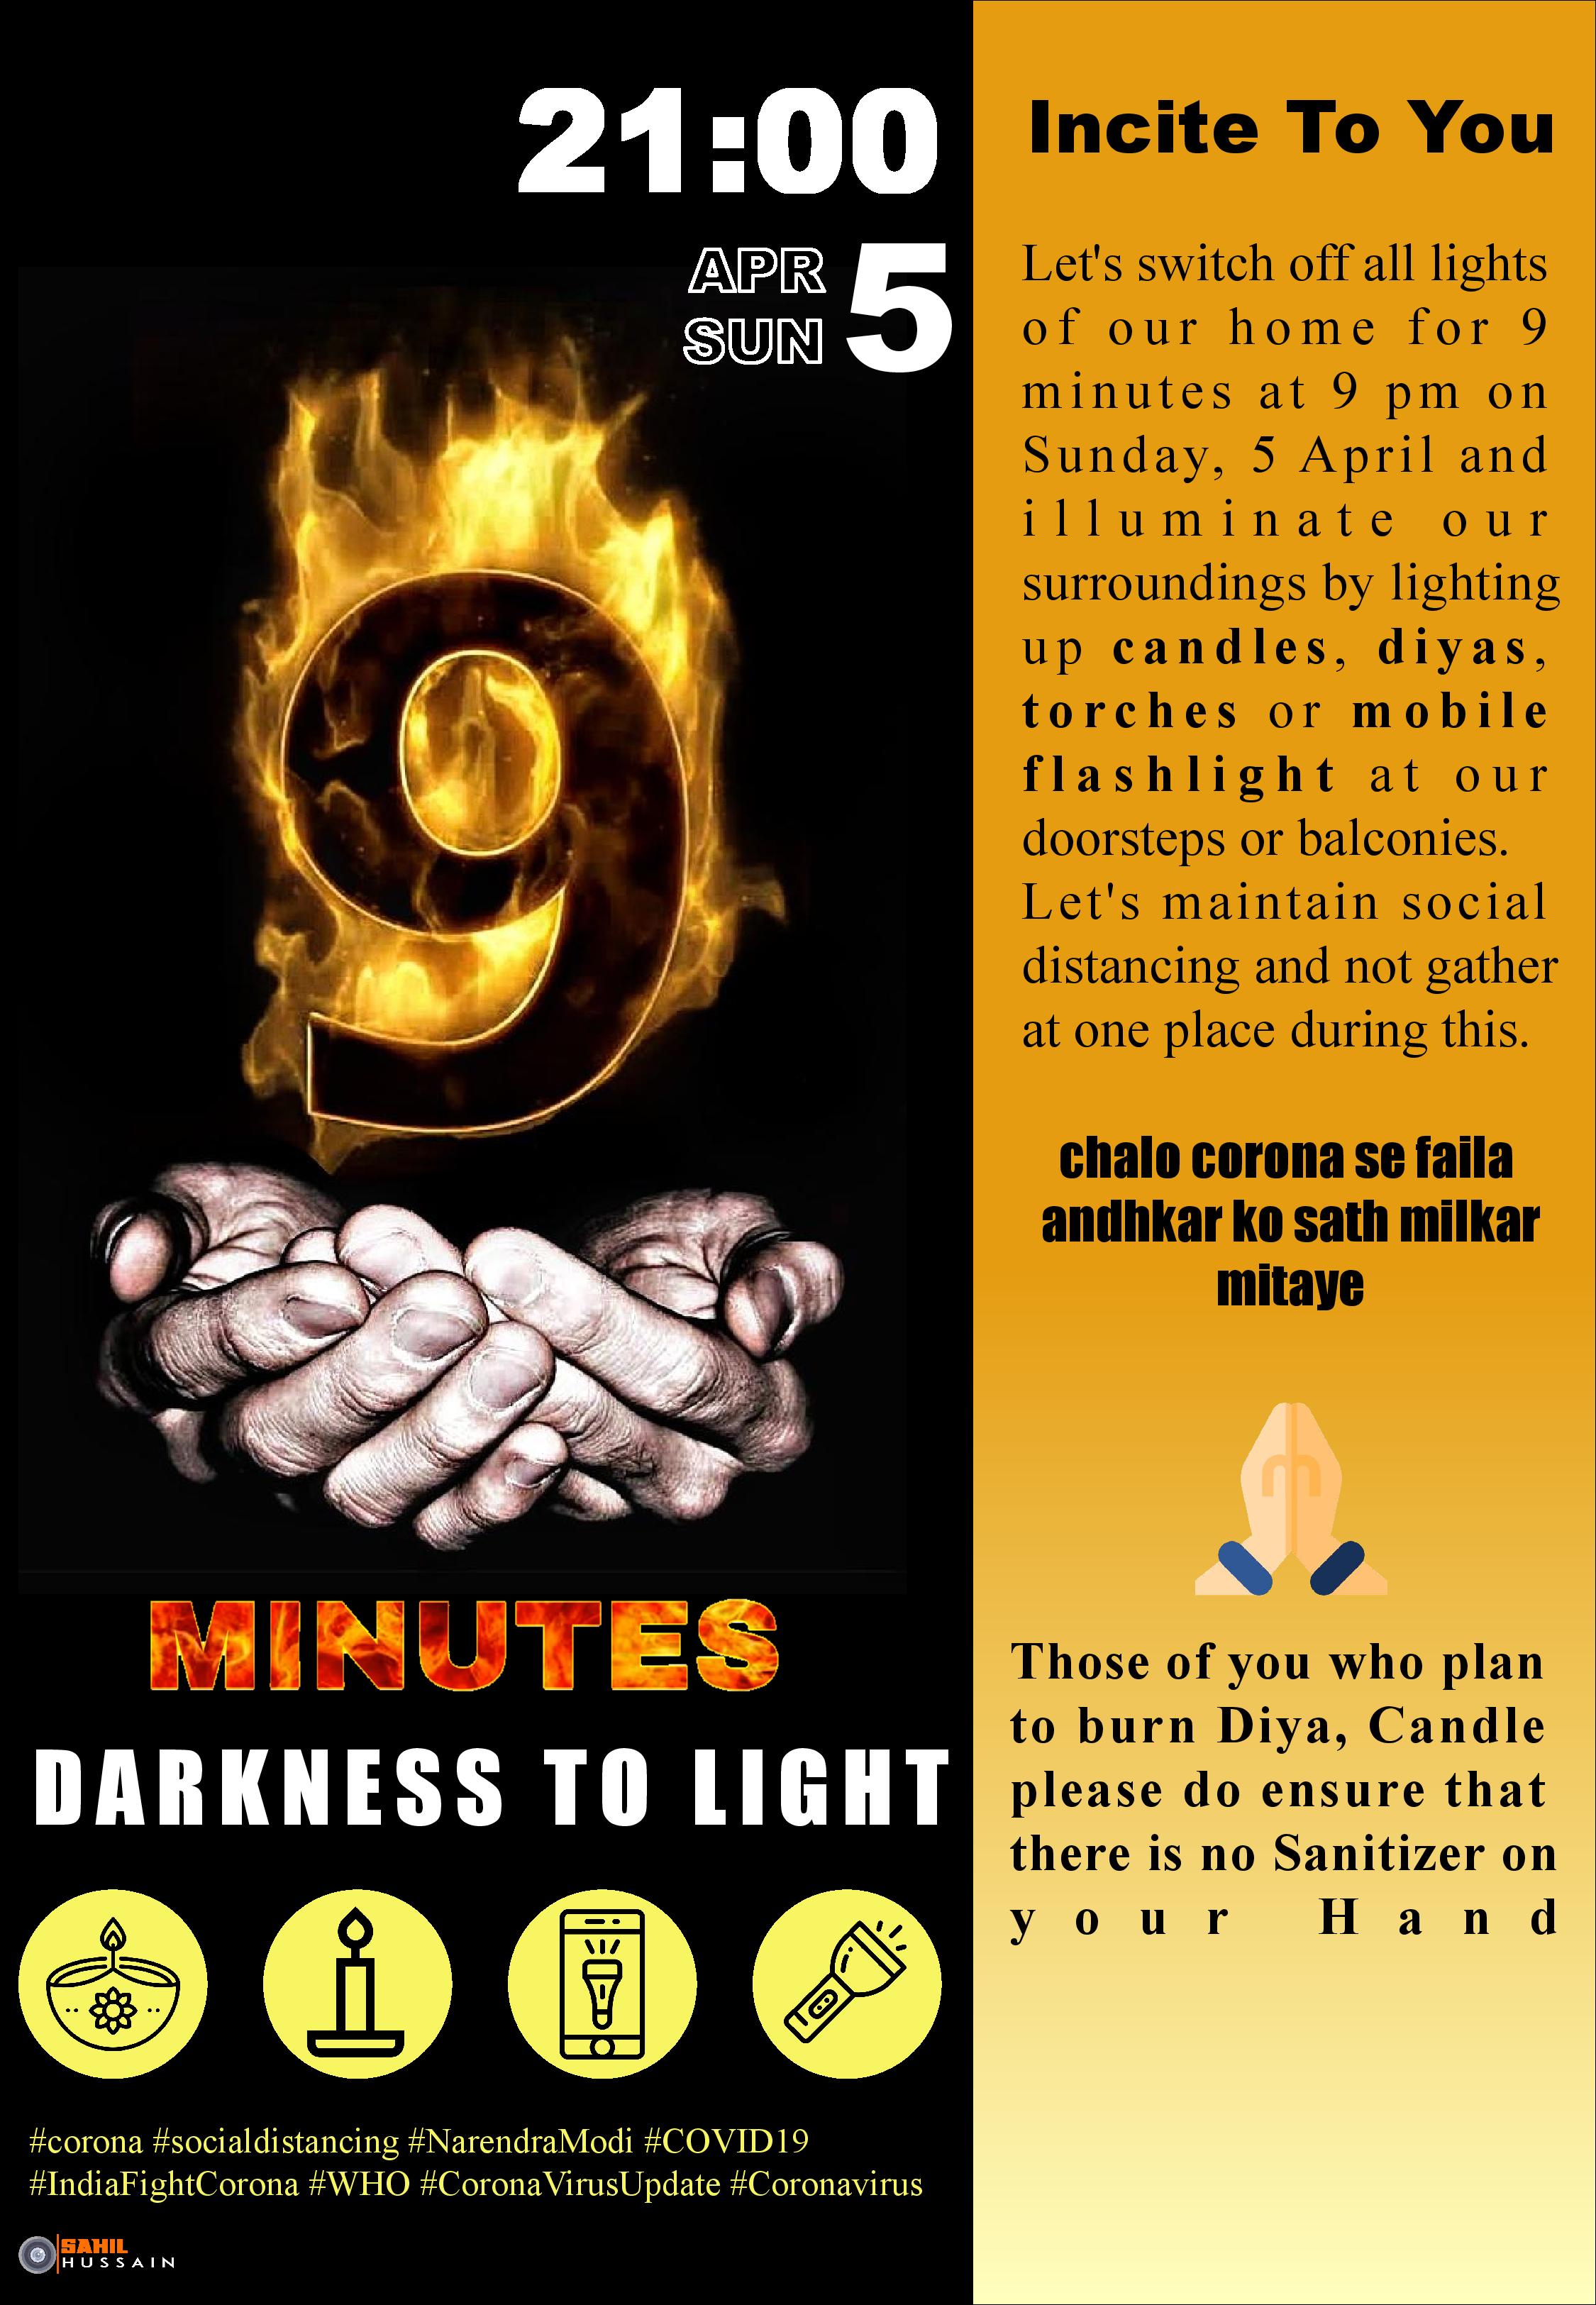 21:00
APR
SUN 5
9
MINUTES
DARKNESS TO LIGHT
#corona #socialdistancing #NarendraModi #COVID19
#IndiaFightCorona #WHO #CoronaVirusUpdate #Coronavirus
SAHIL
HUSSAIN
Incite To You
Let's switch off all lights
of our home for 9
minutes at 9 pm on
Sunday, 5 April and
illuminate our
surroundings by lighting
up candles, diyas,
torches or mobile
flashlight at our
doorsteps or balconies.
Let's maintain social
distancing and not gather
at one place during this.
chalo corona se faila
andhkar ko sath milkar
mitaye
Those of you who plan
to burn Diya, Candle
please do ensure that
there is no Sanitizer on
your Hand